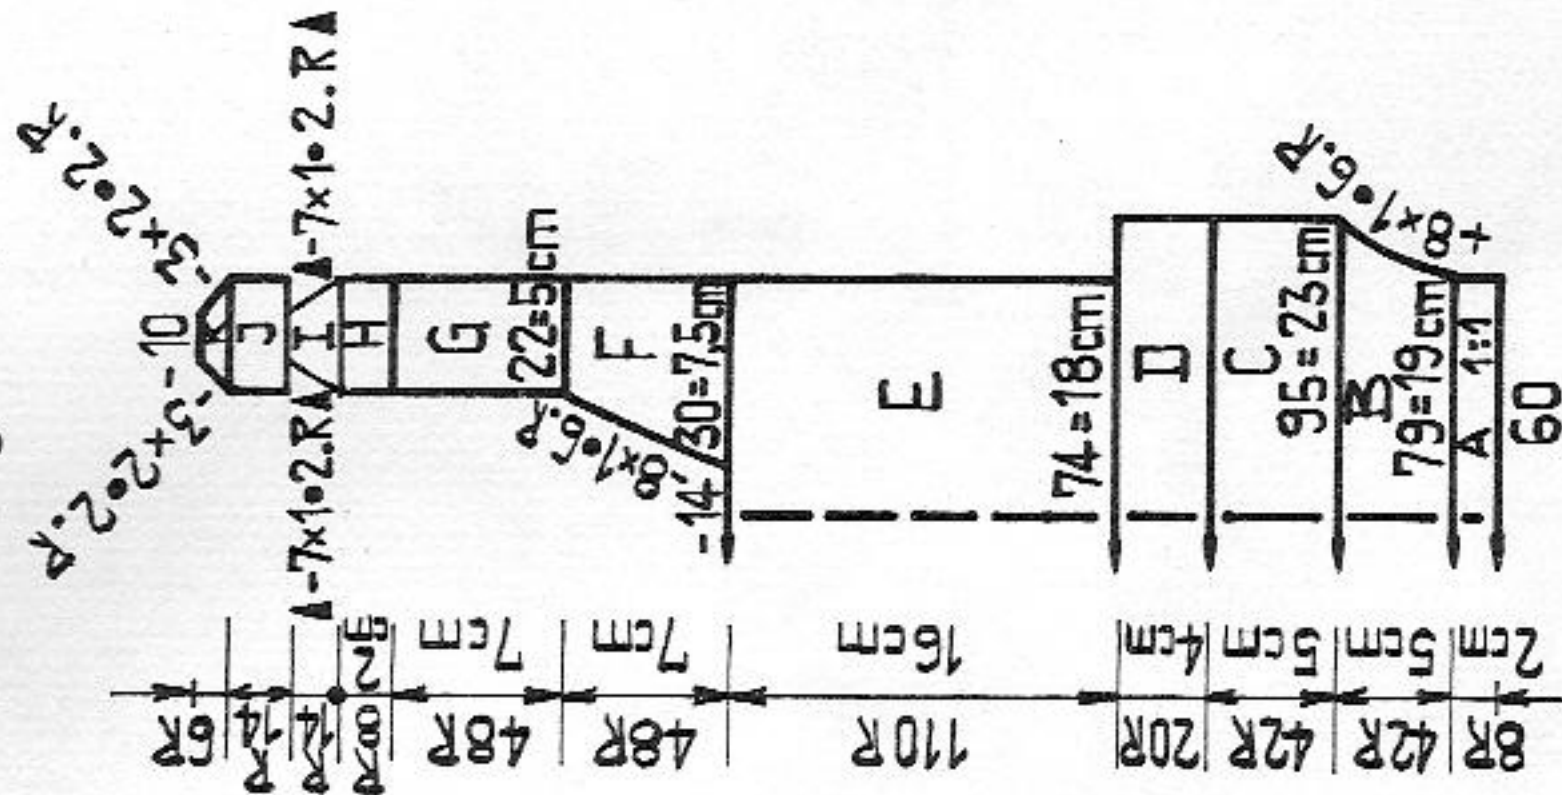 -10
-3×2•2.R
-3×2•2.R
K
J
▲-7×1•2.R▲
I
▲-7×1•2.R▲
H
G
22=5cm
F
-8×1•6.R
-14
30=7,5cm
E
74=18cm
D
C
95=23cm
B
+8×1•6.R
79=19cm
A 1:1
60
6R
14R
14R
8R 2cm
48R 7cm
48R 7cm
110R 16cm
20R 4cm
42R 5cm
42R 5cm
8R 2cm